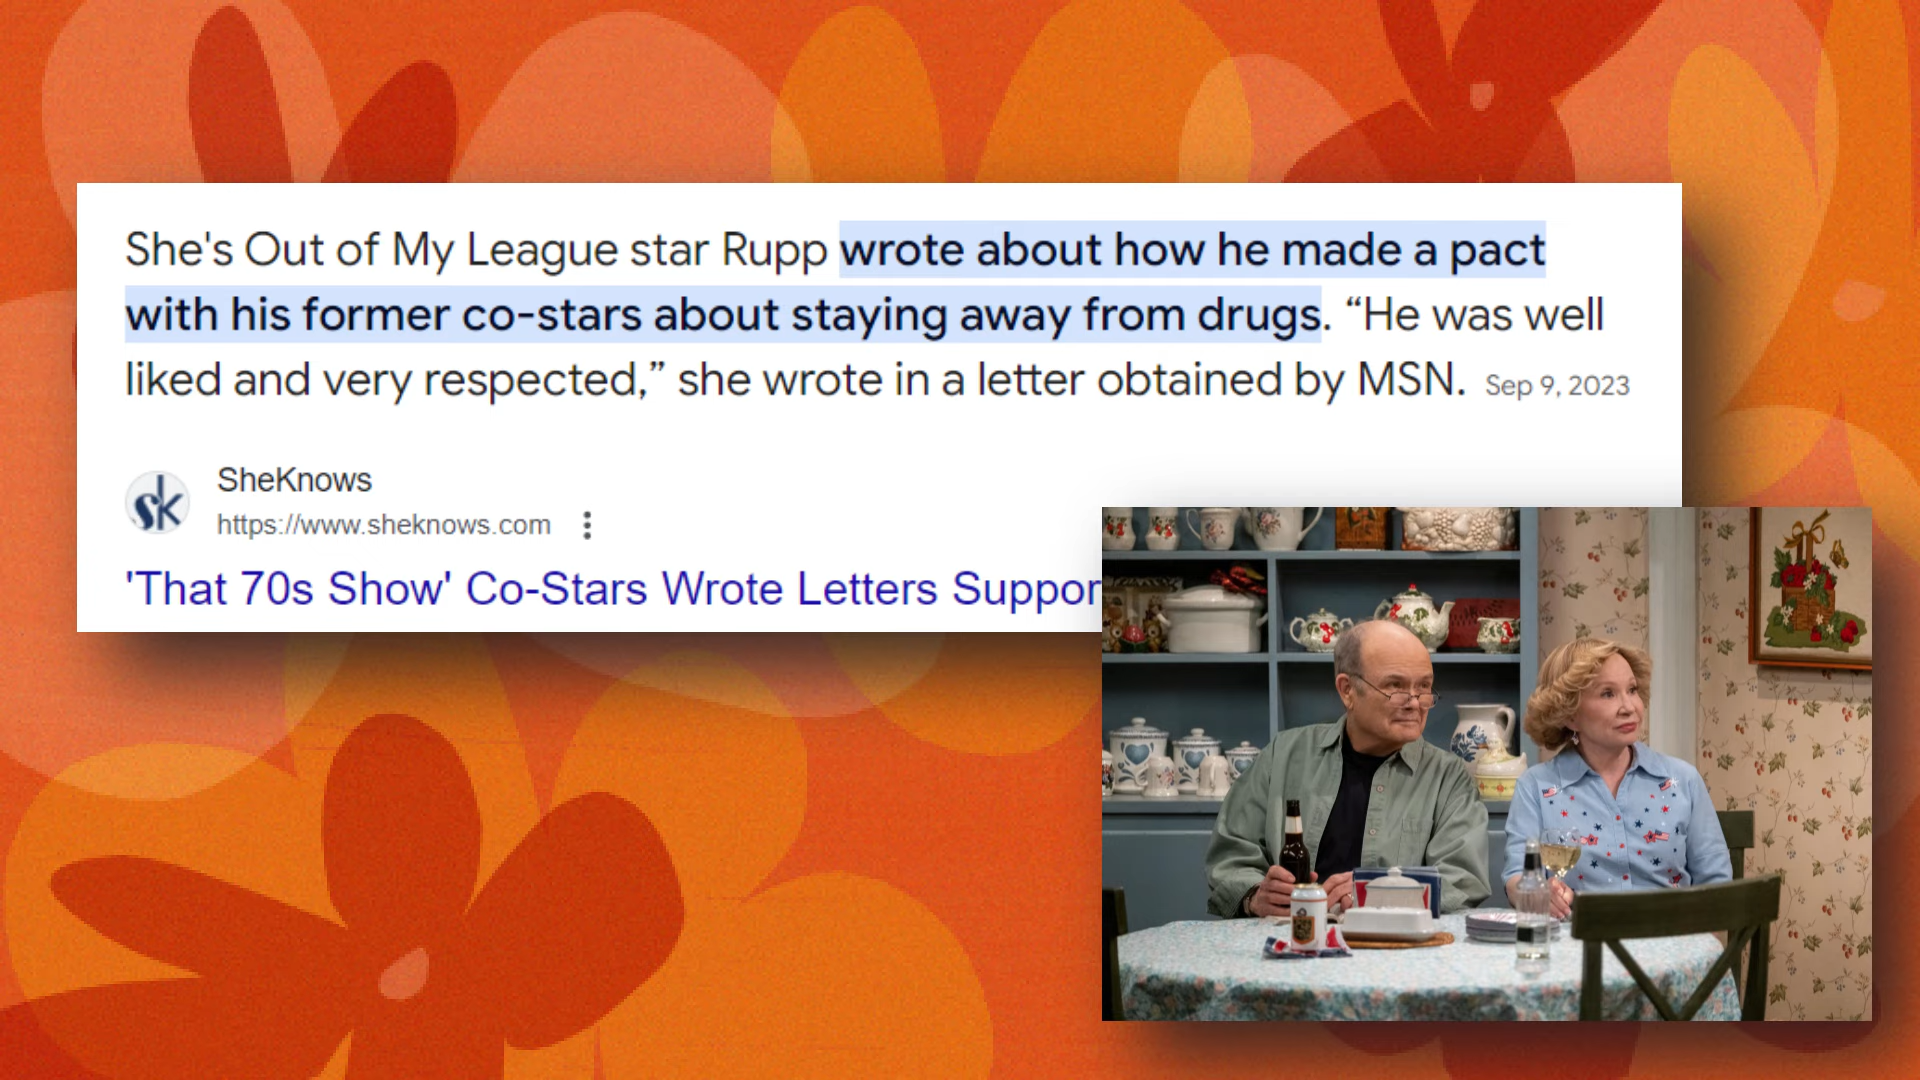 She's Out of My League star Rupp wrote about how he made a pact
with his former co-stars about staying away from drugs. “He was well
liked and very respected,” she wrote in a letter obtained by MSN. Sep 9, 2023
sk
SheKnows
https://www.sheknows.com
'That 70s Show' Co-Stars Wrote Letters Suppor